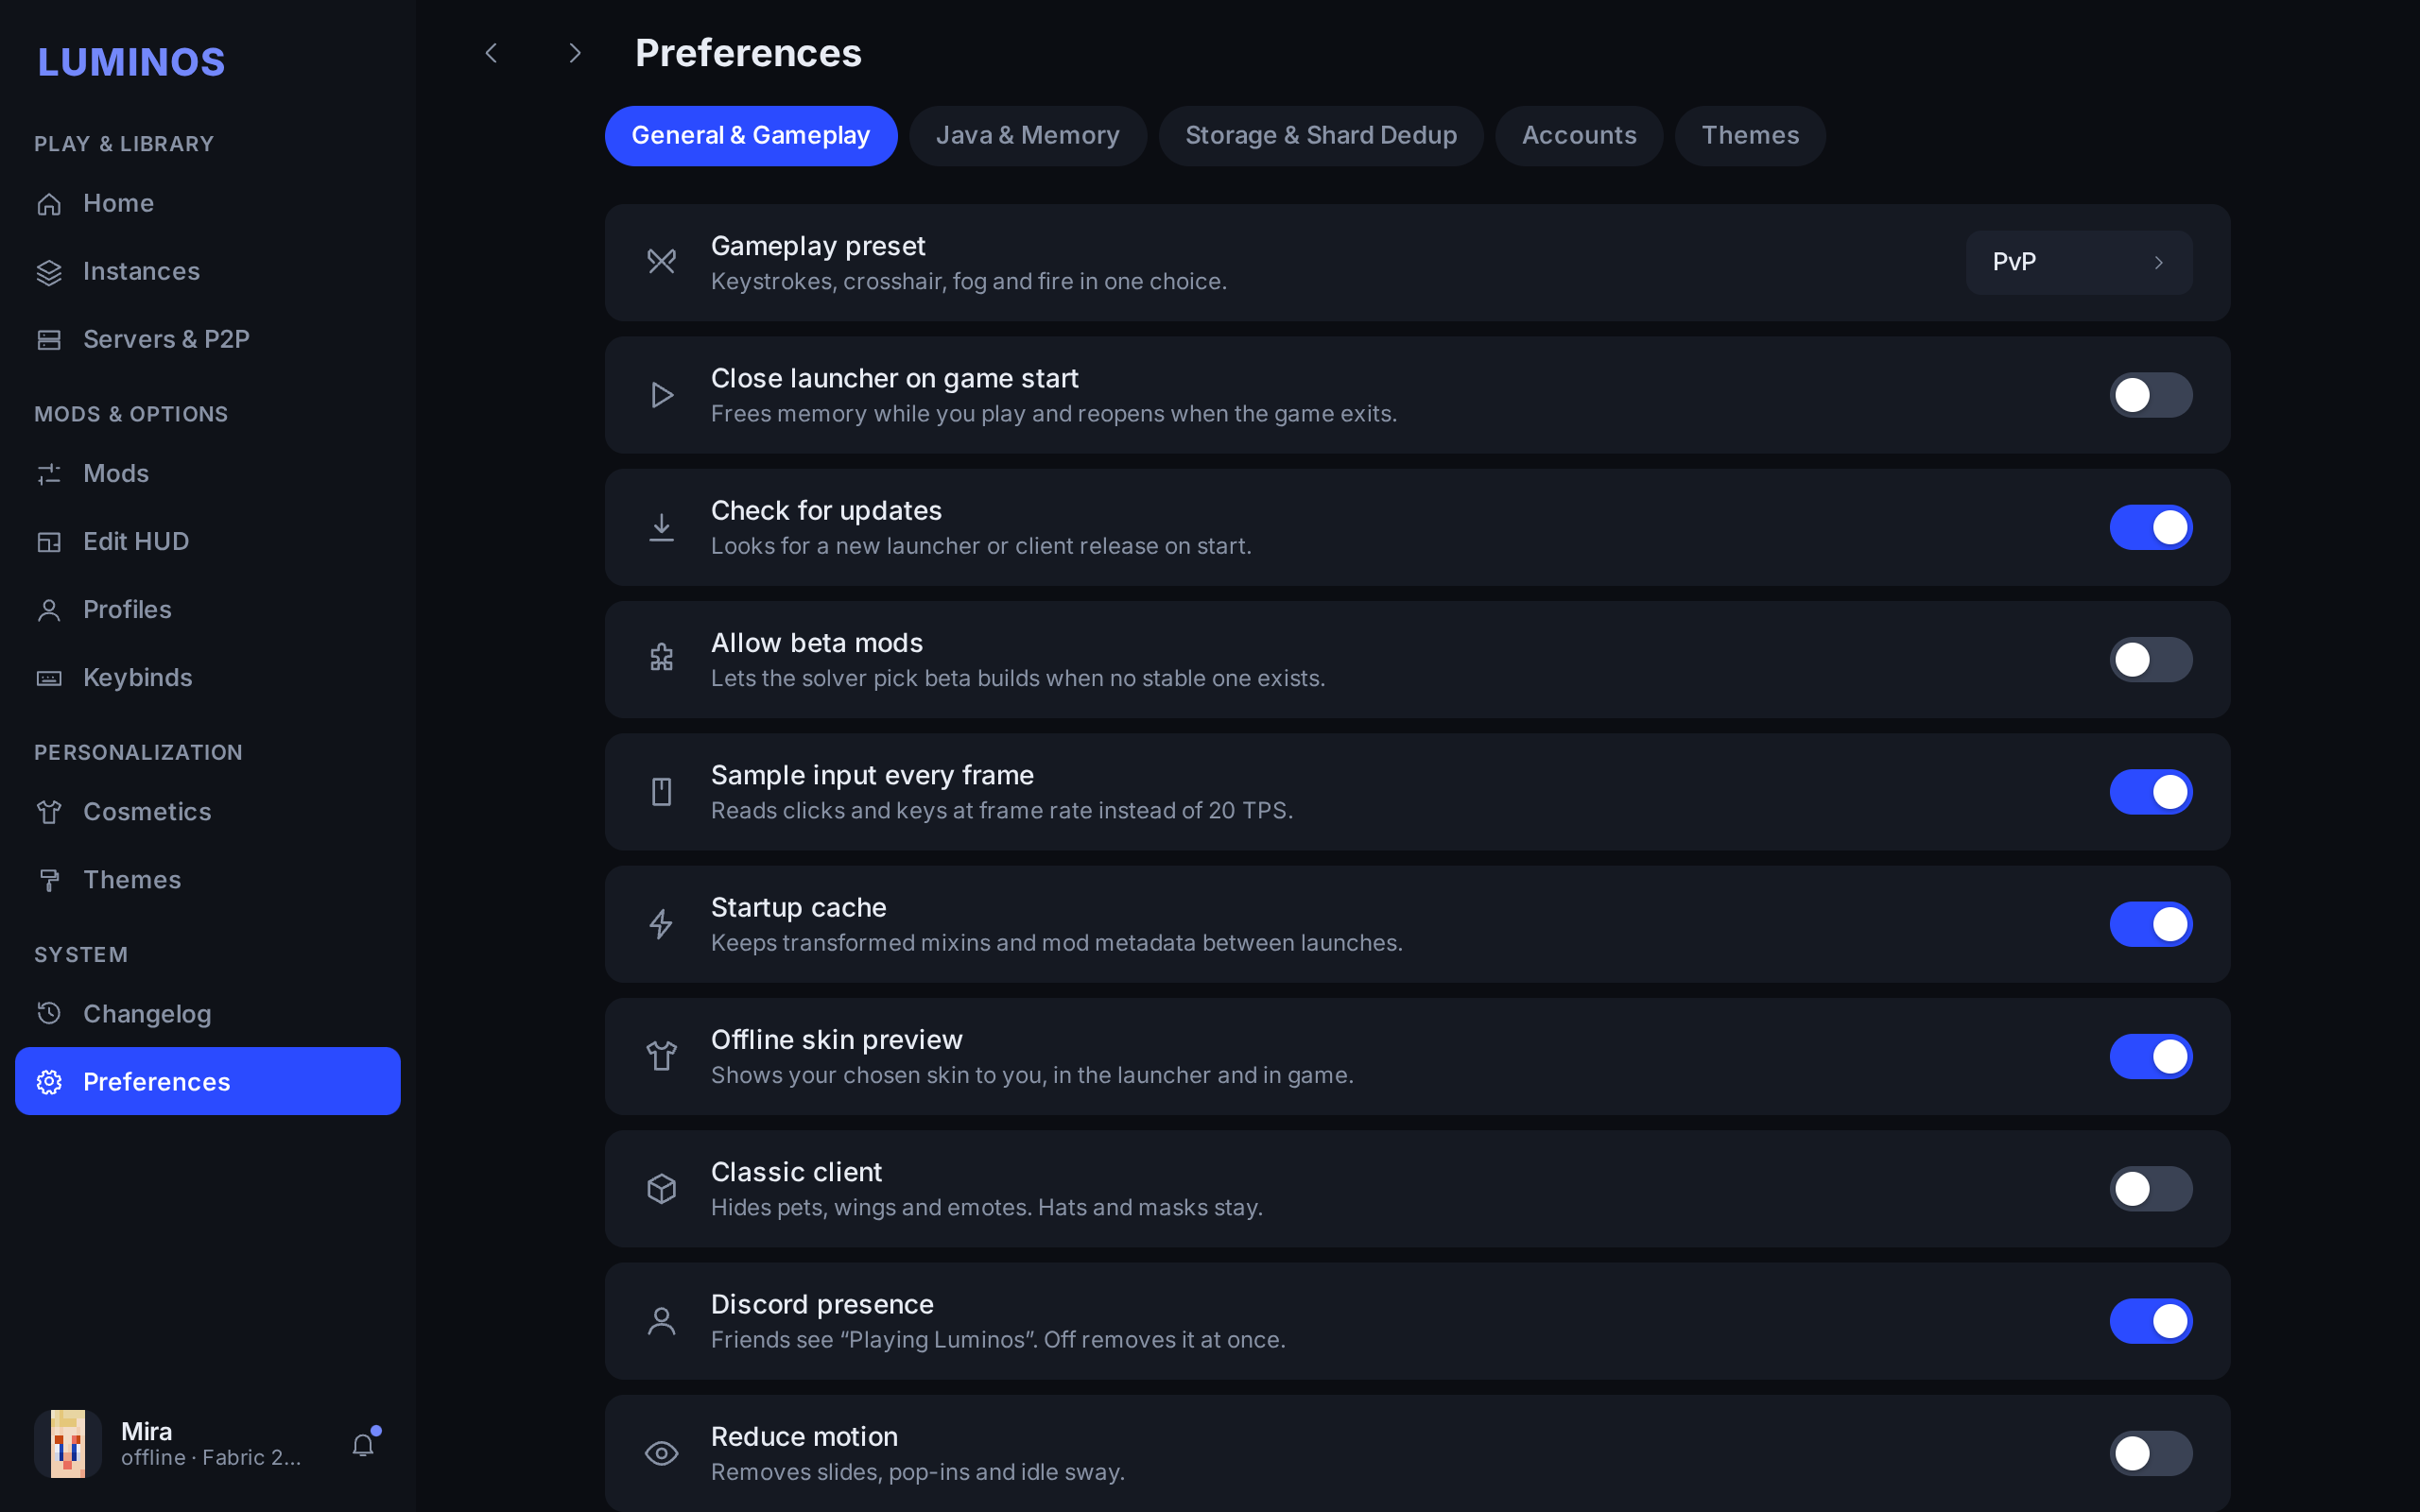 LUMINOS
PLAY & LIBRARY
Home
Instances
Servers & P2P
MODS & OPTIONS
Mods
Edit HUD
Profiles
Keybinds
PERSONALIZATION
Cosmetics
Themes
SYSTEM
Changelog
Preferences
Mira
offline · Fabric 2...
Preferences
General & Gameplay
Java & Memory
Storage & Shard Dedup
Accounts
Themes
Gameplay preset
Keystrokes, crosshair, fog and fire in one choice.
PvP
Close launcher on game start
Frees memory while you play and reopens when the game exits.
Check for updates
Looks for a new launcher or client release on start.
Allow beta mods
Lets the solver pick beta builds when no stable one exists.
Sample input every frame
Reads clicks and keys at frame rate instead of 20 TPS.
Startup cache
Keeps transformed mixins and mod metadata between launches.
Offline skin preview
Shows your chosen skin to you, in the launcher and in game.
Classic client
Hides pets, wings and emotes. Hats and masks stay.
Discord presence
Friends see “Playing Luminos”. Off removes it at once.
Reduce motion
Removes slides, pop-ins and idle sway.